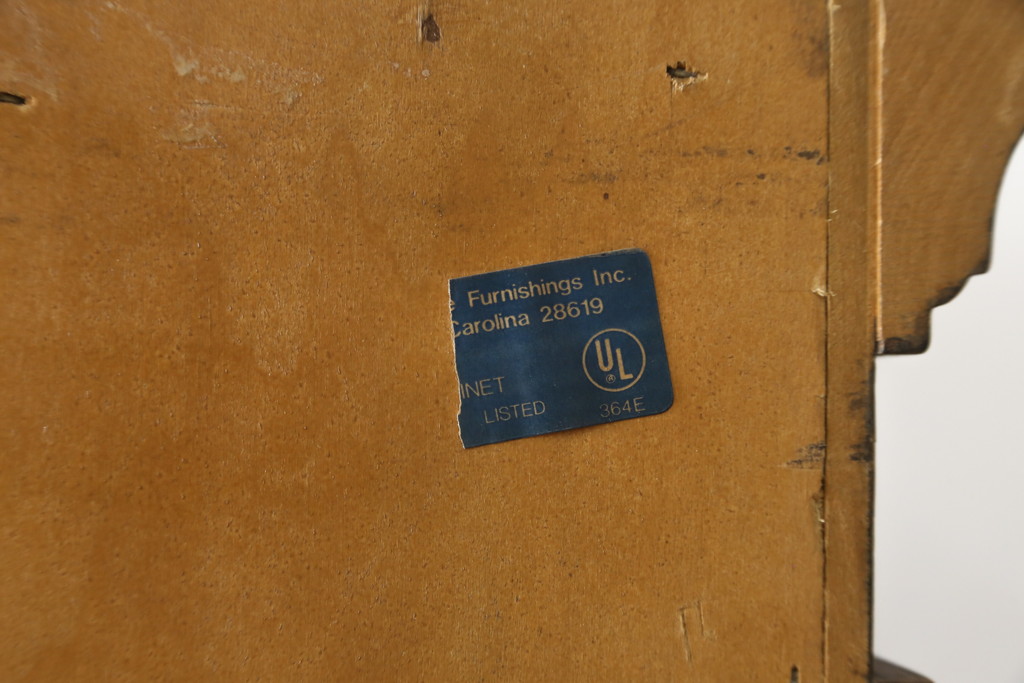 Furnishings Inc.
Carolina 28619
UL
®
INET
LISTED 364E